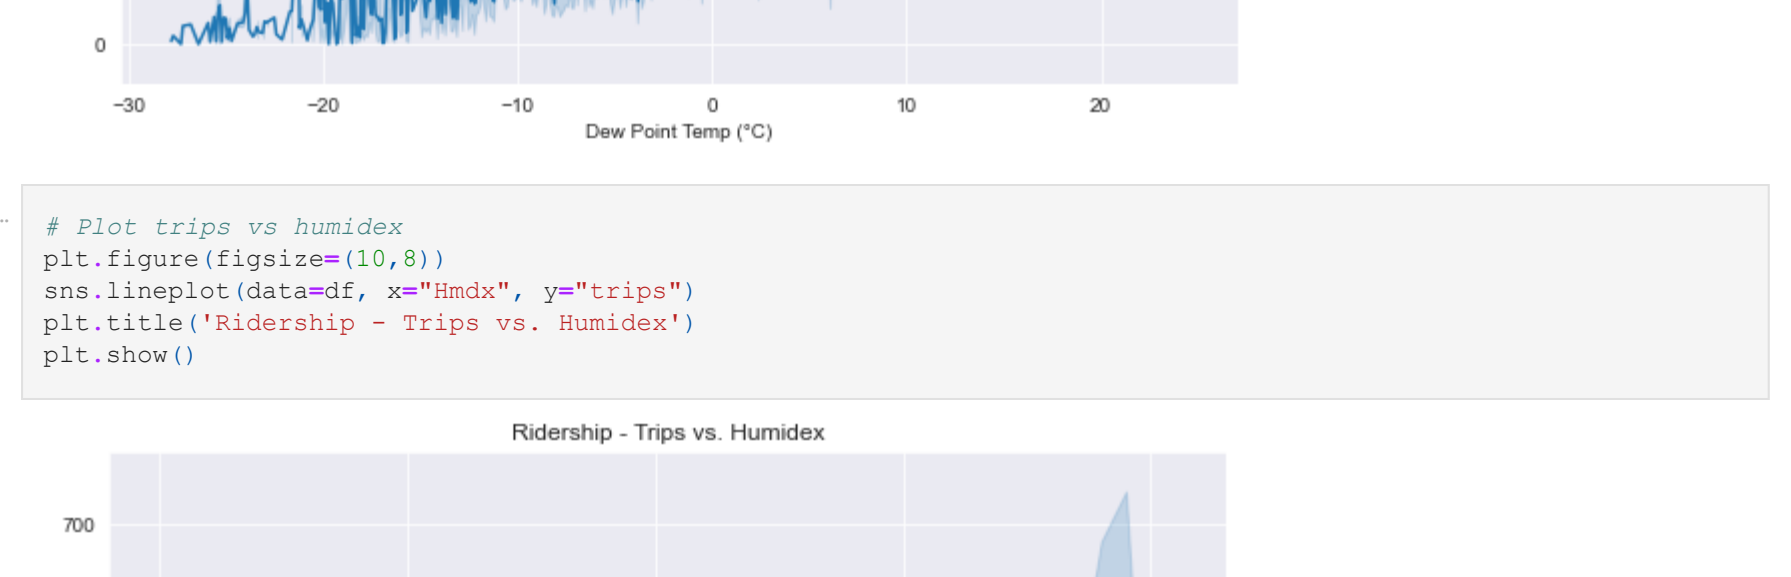 0
−30 −20 −10 0 10 20
Dew Point Temp (°C)
# Plot trips vs humidex
plt.figure(figsize=(10,8))
sns.lineplot(data=df, x="Hmdx", y="trips")
plt.title('Ridership - Trips vs. Humidex')
plt.show()
Ridership - Trips vs. Humidex
700